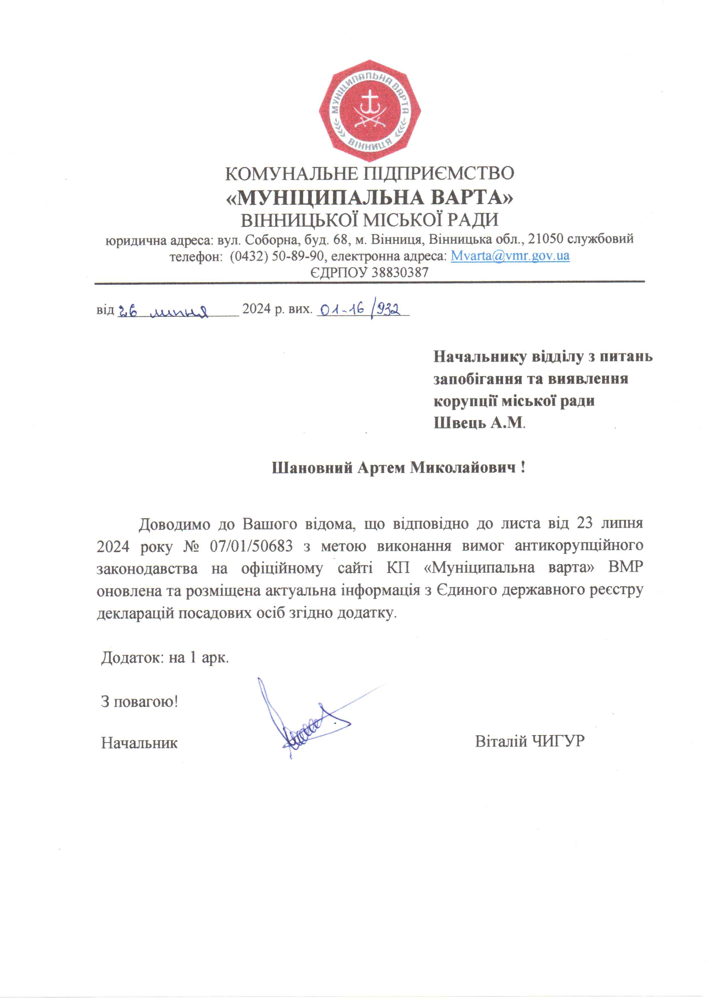 МУНІЦИПАЛЬНА ВАРТА
ВІННИЦЯ
КОМУНАЛЬНЕ ПІДПРИЄМСТВО
«МУНІЦИПАЛЬНА ВАРТА»
ВІННИЦЬКОЇ МІСЬКОЇ РАДИ
юридична адреса: вул. Соборна, буд. 68, м. Вінниця, Вінницька обл., 21050 службовий
телефон: (0432) 50-89-90, електронна адреса: Mvarta@vmr.gov.ua
ЄДРПОУ 38830387
від 26 липня 2024 р. вих. 01-16/932
Начальнику відділу з питань
запобігання та виявлення
корупції міської ради
Швець А.М.
Шановний Артем Миколайович !
Доводимо до Вашого відома, що відповідно до листа від 23 липня
2024 року № 07/01/50683 з метою виконання вимог антикорупційного
законодавства на офіційному сайті КП «Муніципальна варта» ВМР
оновлена та розміщена актуальна інформація з Єдиного державного реєстру
декларацій посадових осіб згідно додатку.
Додаток: на 1 арк.
З повагою!
Начальник Віталій ЧИГУР